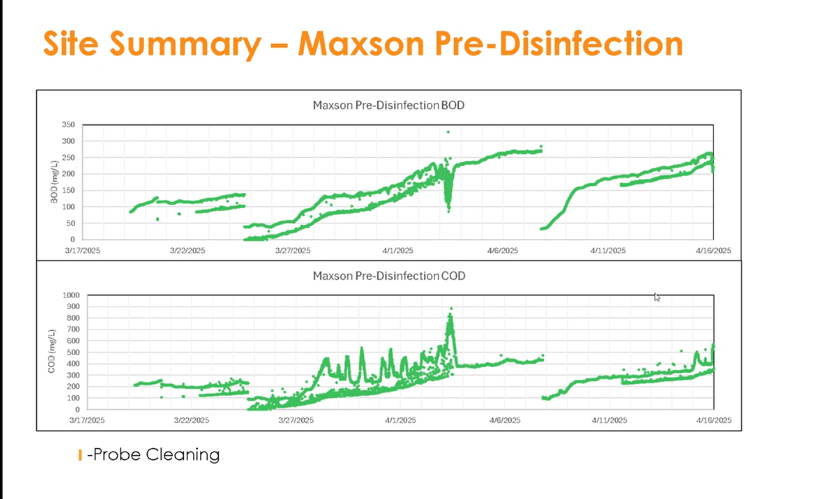 Site Summary – Maxson Pre-Disinfection
Maxson Pre-Disinfection BOD
350
300
250
200
150
100
50
0
BOD (mg/L)
3/17/2025 3/22/2025 3/27/2025 4/1/2025 4/6/2025 4/11/2025 4/16/2025
Maxson Pre-Disinfection COD
1000
900
800
700
600
500
400
300
200
100
0
COD (mg/L)
3/17/2025 3/22/2025 3/27/2025 4/1/2025 4/6/2025 4/11/2025 4/16/2025
-Probe Cleaning